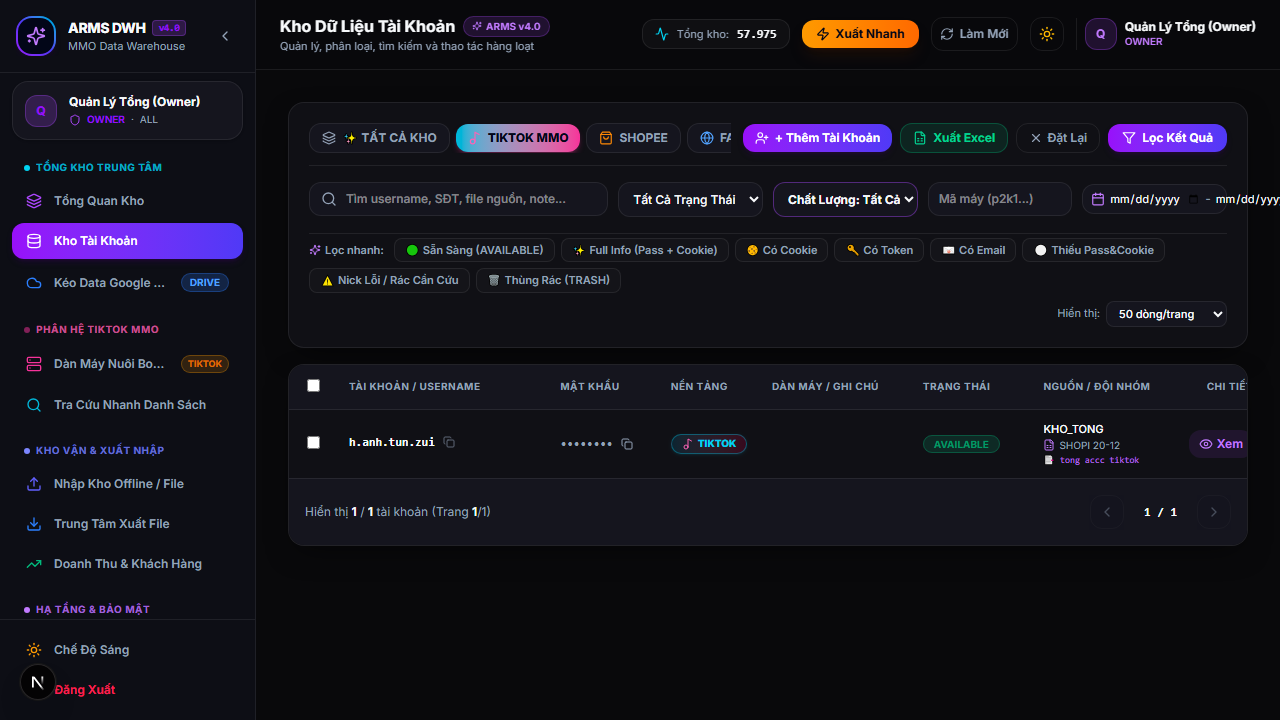 ARMS DWH v4.0
MMO Data Warehouse
Q
Quản Lý Tổng (Owner)
OWNER · ALL
TỔNG KHO TRUNG TÂM
Tổng Quan Kho
Kho Tài Khoản
Kéo Data Google ... DRIVE
PHÂN HỆ TIKTOK MMO
Dàn Máy Nuôi Bo... TIKTOK
Tra Cứu Nhanh Danh Sách
KHO VẬN & XUẤT NHẬP
Nhập Kho Offline / File
Trung Tâm Xuất File
Doanh Thu & Khách Hàng
HẠ TẦNG & BẢO MẬT
Chế Độ Sáng
N
Đăng Xuất
Kho Dữ Liệu Tài Khoản ARMS v4.0
Quản lý, phân loại, tìm kiếm và thao tác hàng loạt
Tổng kho: 57.975
Xuất Nhanh
Làm Mới
Q
Quản Lý Tổng (Owner)
OWNER
TẤT CẢ KHO TIKTOK MMO SHOPEE FA + Thêm Tài Khoản Xuất Excel Đặt Lại Lọc Kết Quả
Tìm username, SĐT, file nguồn, note... Tất Cả Trạng Thái Chất Lượng: Tất Cả Mã máy (p2k1...) mm/dd/yyyy - mm/dd/yyy
Lọc nhanh: Sẵn Sàng (AVAILABLE) Full Info (Pass + Cookie) Có Cookie Có Token Có Email Thiếu Pass&Cookie
Nick Lỗi / Rác Cần Cứu Thùng Rác (TRASH)
Hiển thị: 50 dòng/trang
TÀI KHOẢN / USERNAME MẬT KHẨU NỀN TẢNG DÀN MÁY / GHI CHÚ TRẠNG THÁI NGUỒN / ĐỘI NHÓM CHI TIẾT
h.anh.tun.zui •••••••• TIKTOK AVAILABLE KHO_TONG Xem
SHOPI 20-12
tong accc tiktok
Hiển thị 1 / 1 tài khoản (Trang 1/1) 1 / 1